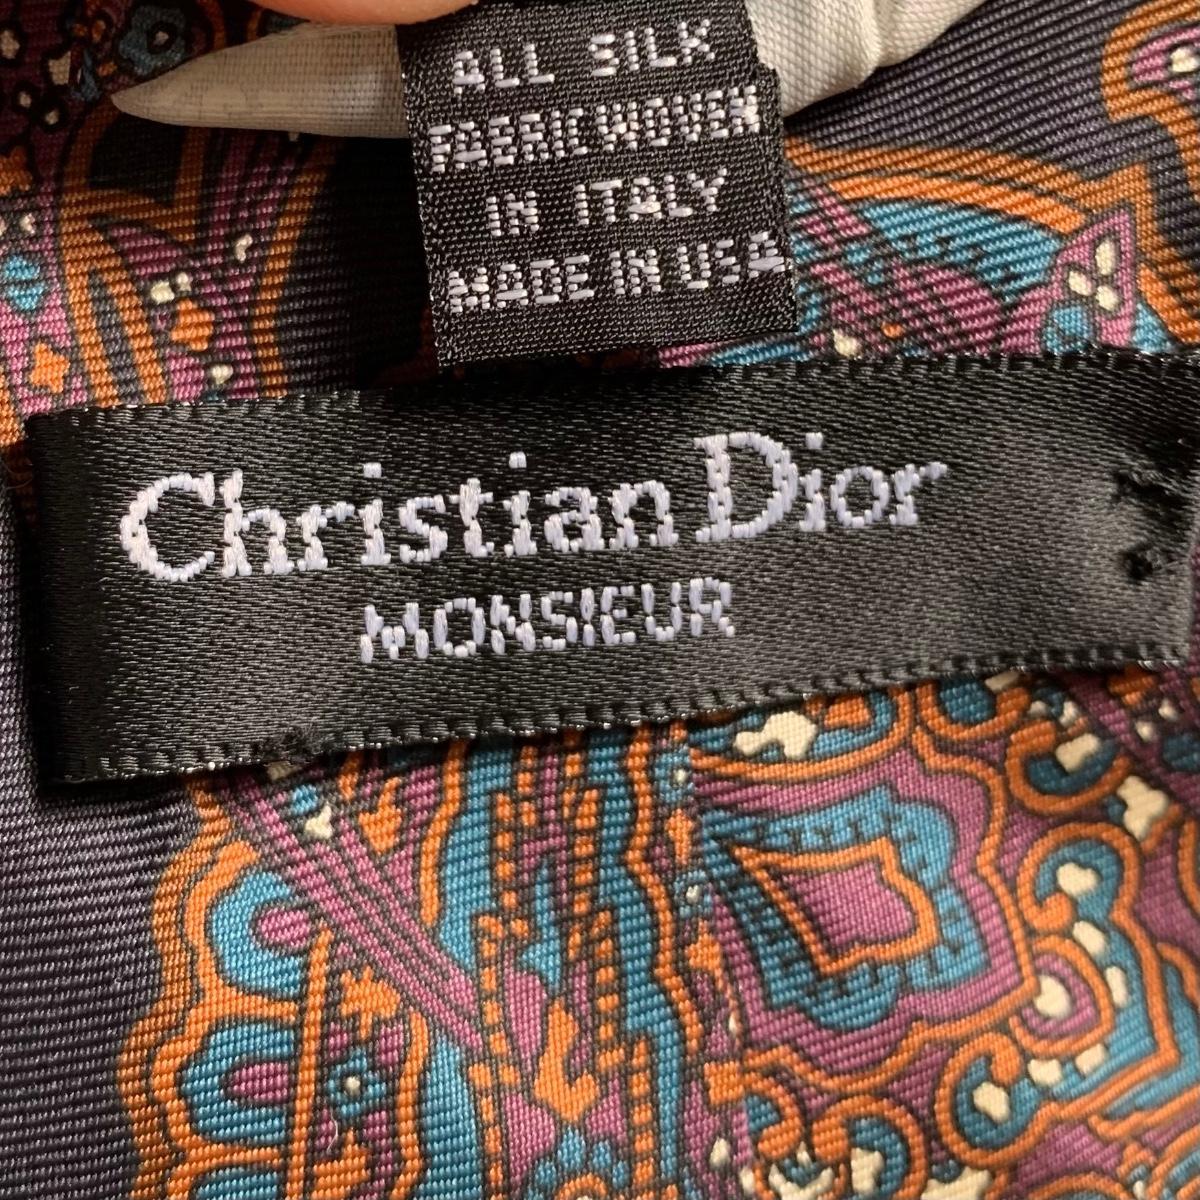 ALL SILK
FABRIC WOVEN
IN ITALY
MADE IN USA
Christian Dior
MONSIEUR